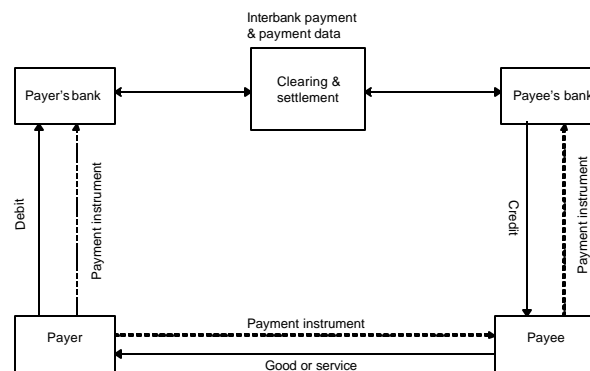 Interbank payment
& payment data
Payer's bank
Clearing &
settlement
Payee's bank
Debit
Payment instrument
Credit
Payment instrument
Payment instrument
Payer
Payee
Good or service